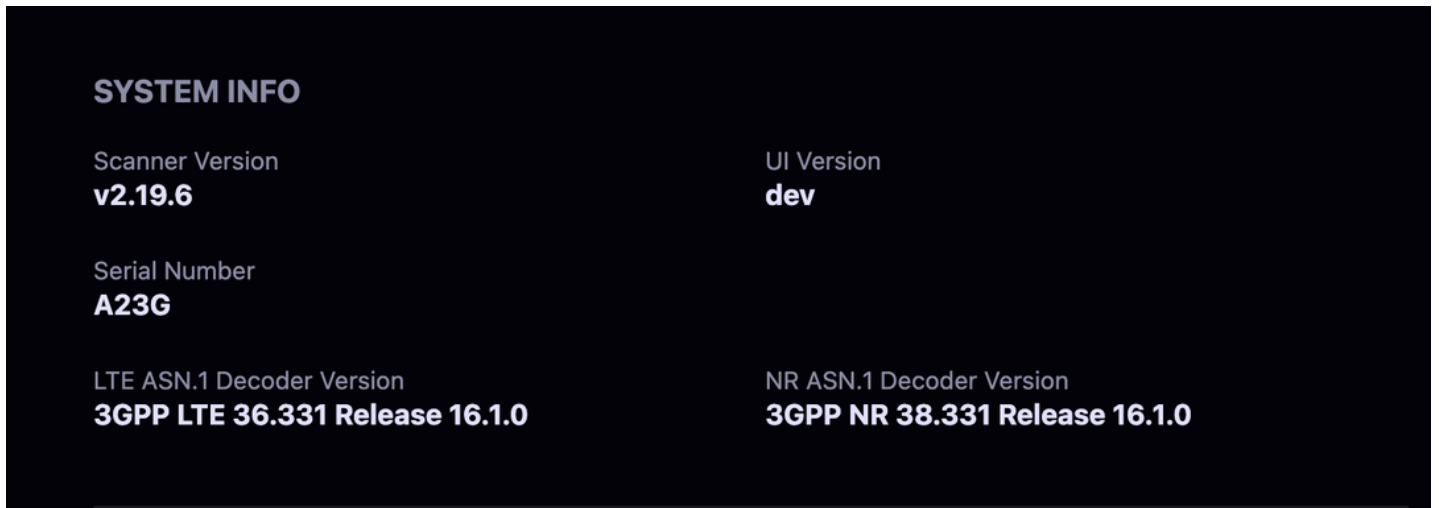 SYSTEM INFO
Scanner Version
v2.19.6
UI Version
dev
Serial Number
A23G
LTE ASN.1 Decoder Version
3GPP LTE 36.331 Release 16.1.0
NR ASN.1 Decoder Version
3GPP NR 38.331 Release 16.1.0